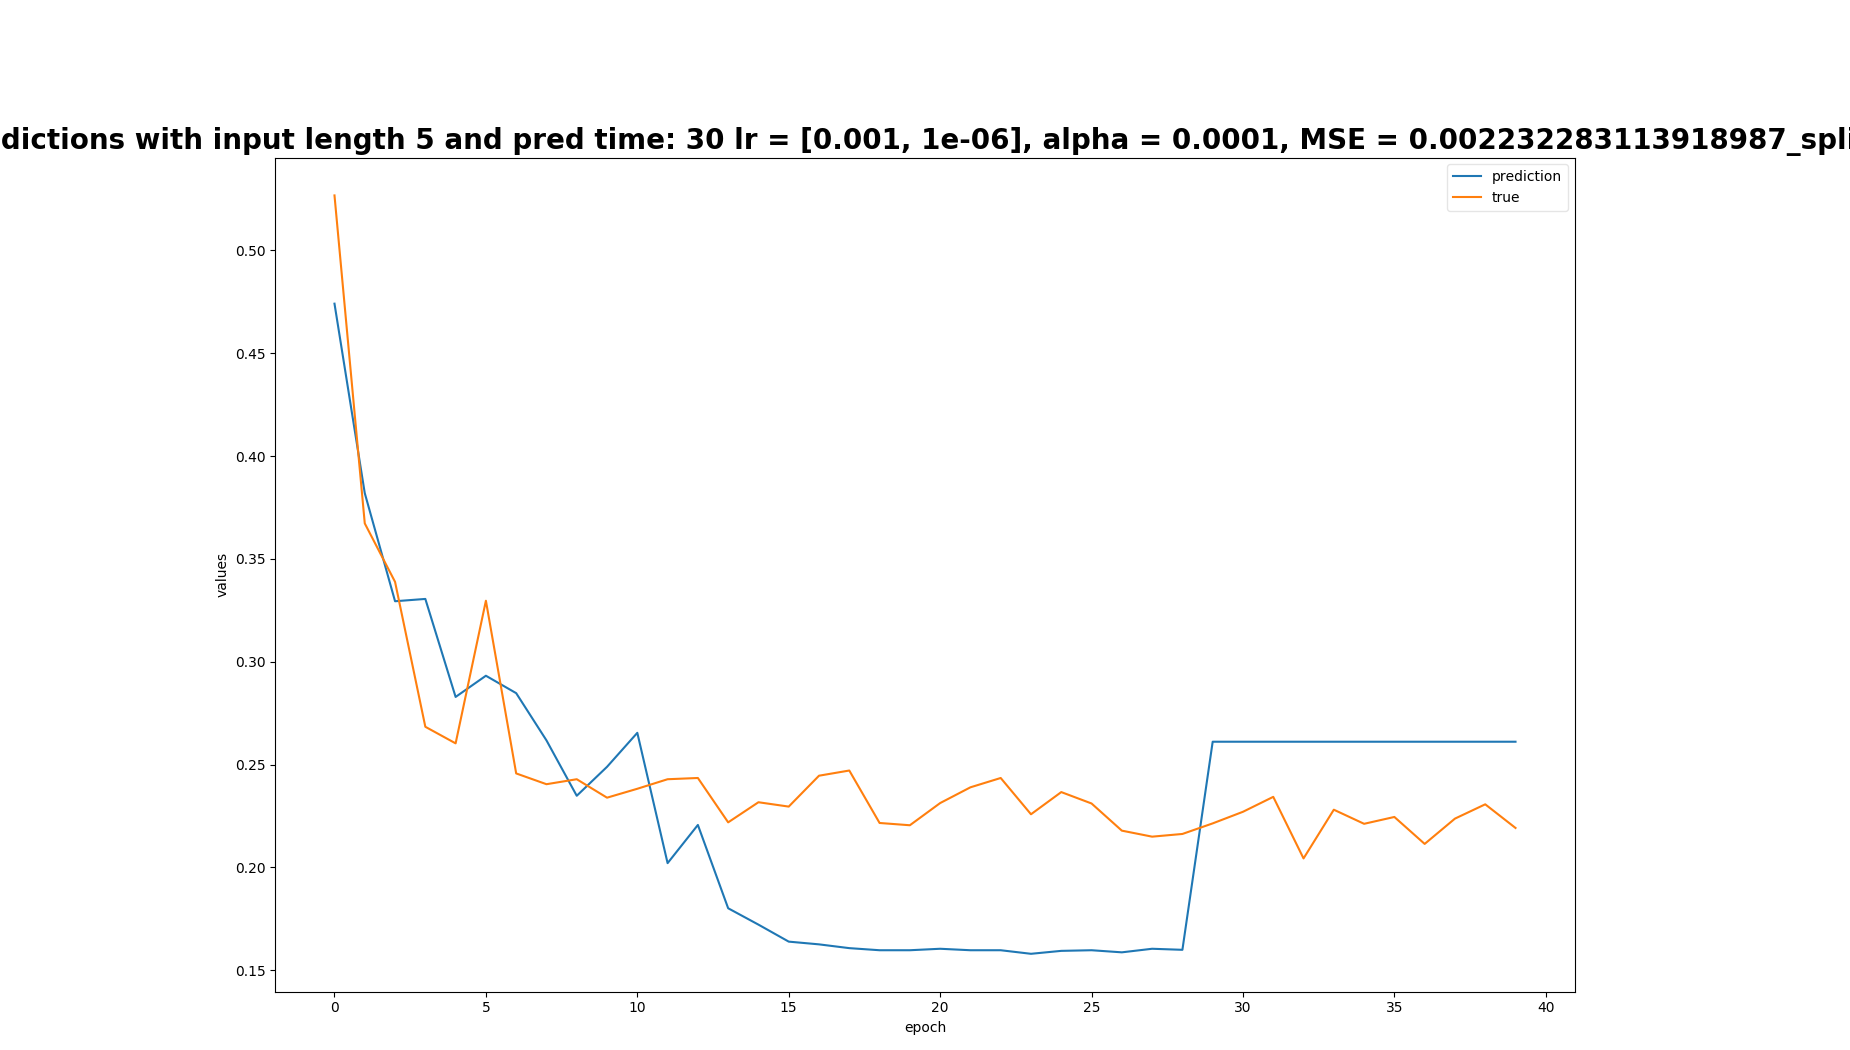 dictions with input length 5 and pred time: 30 lr = [0.001, 1e-06], alpha = 0.0001, MSE = 0.002232283113918987_spli
prediction
true
0.50
0.45
0.40
0.35
0.30
0.25
0.20
0.15
values
0 5 10 15 20 25 30 35 40
epoch